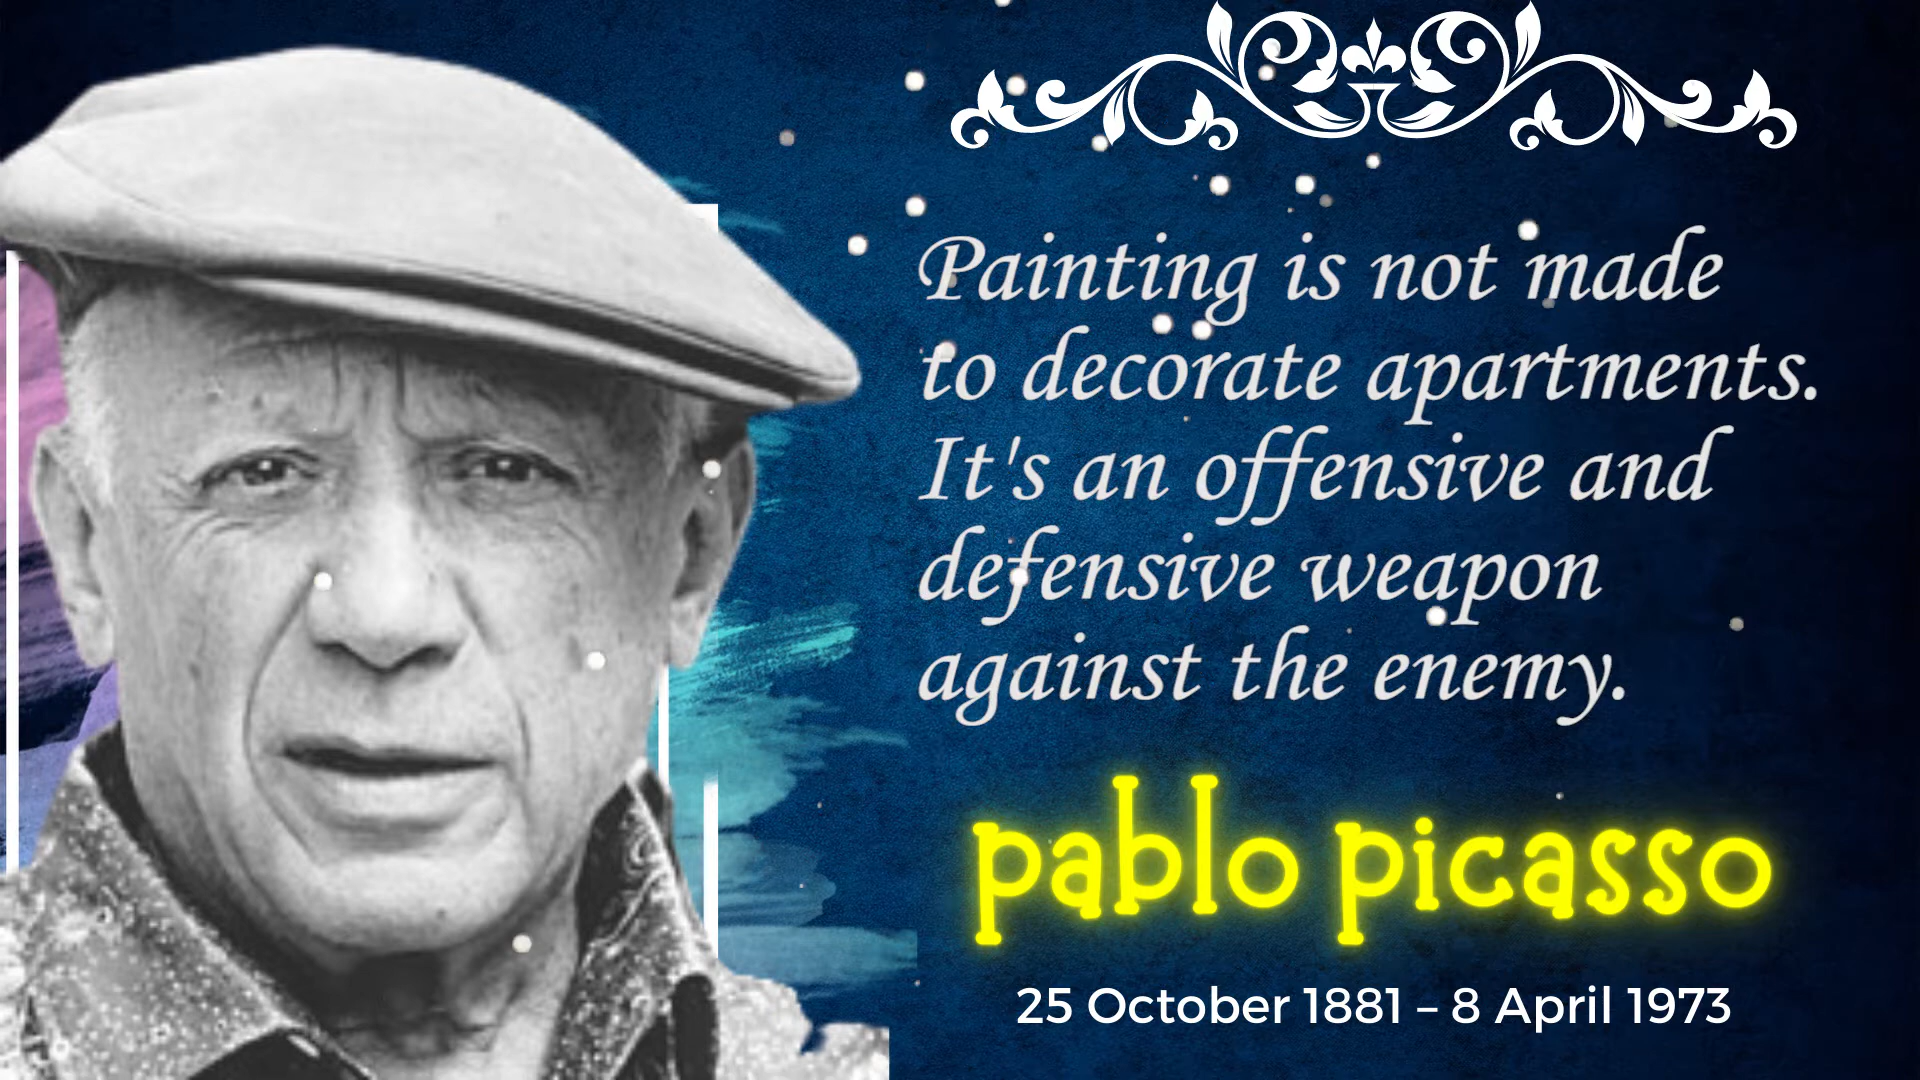 Painting is not made
to decorate apartments.
It's an offensive and
defensive weapon
against the enemy.
pablo picasso
25 October 1881 – 8 April 1973